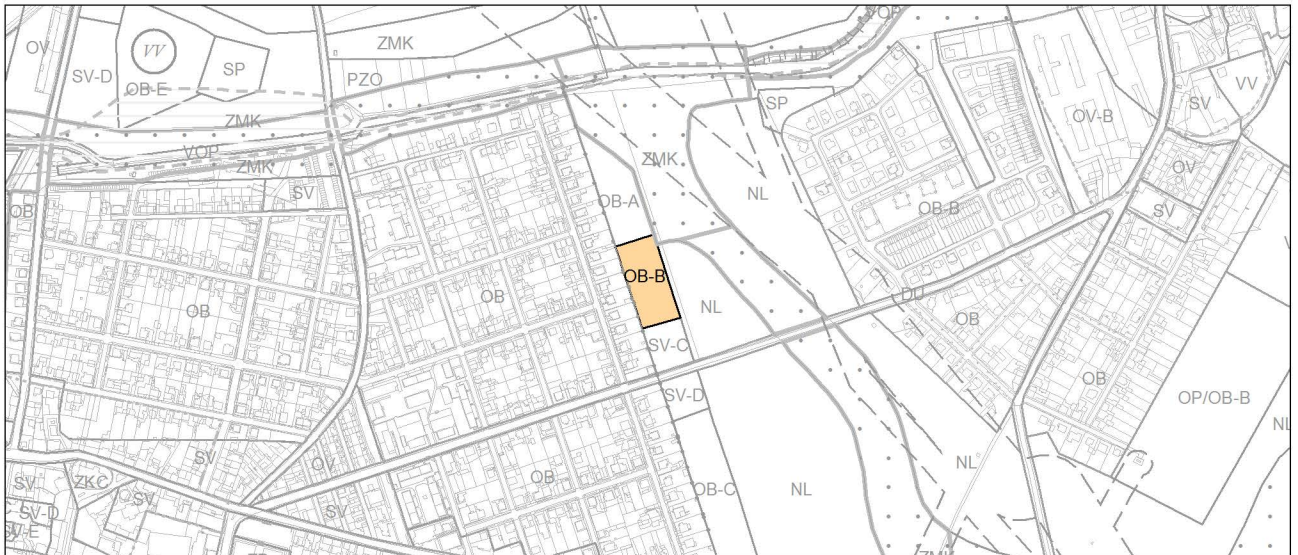 OV
VV
ZMK
SP
SV-D
OB-E
PZO
ZMK
VOP
ZMK
SV
OB
OB
OB
SP
ZMK
NL
OB-A
OB-B
NL
SV-C
SV-D
OB-B
OV-B
SV
VV
OV
SV
DU
OB
OB
OP/OB-B
NL
NL
NL
OB-C
OB
SV
OV
SV
ZKC
SV
SV
SV-D
SV-E
ZMK